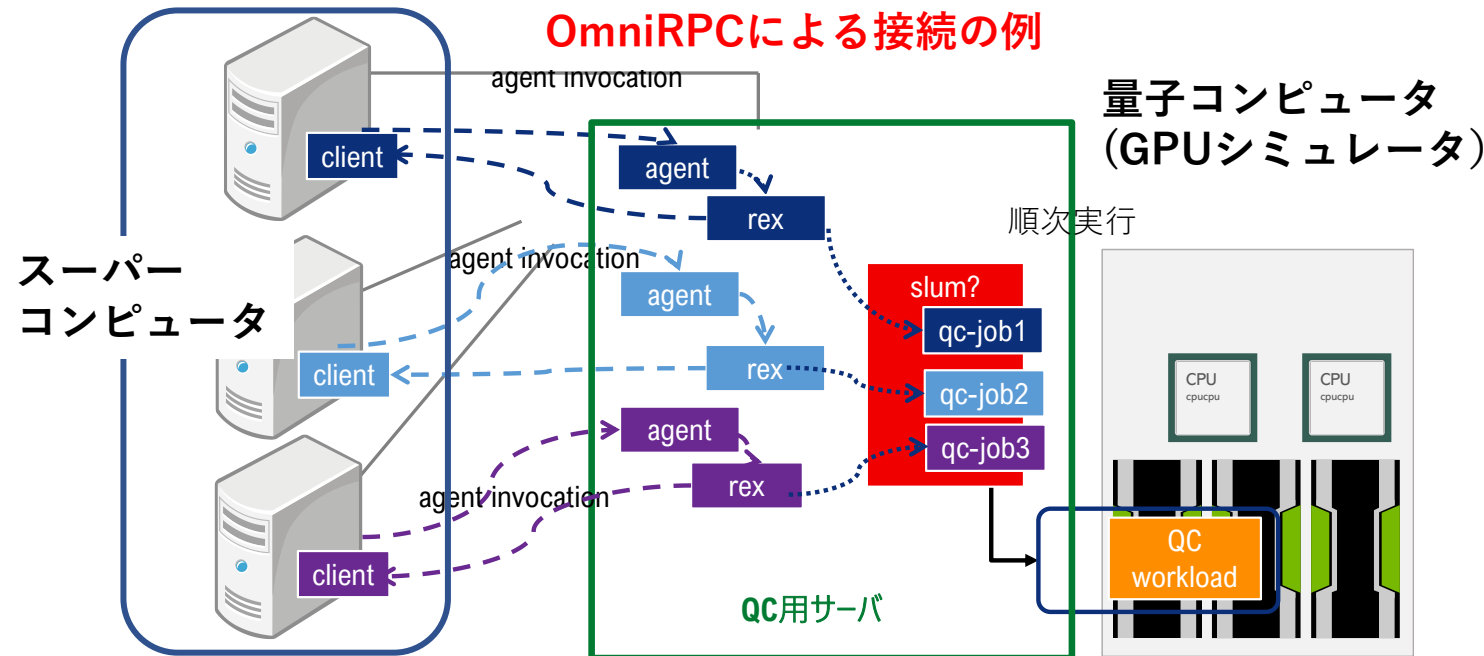 OmniRPCによる接続の例
agent invocation
量子コンピュータ
(GPUシミュレータ)
client
agent
rex
順次実行
スーパー
コンピュータ
agent invocation
agent
slum?
qc-job1
client
rex
qc-job2
agent
qc-job3
agent invocation
rex
client
CPU
cpucpu
CPU
cpucpu
QC
workload
QC用サーバ